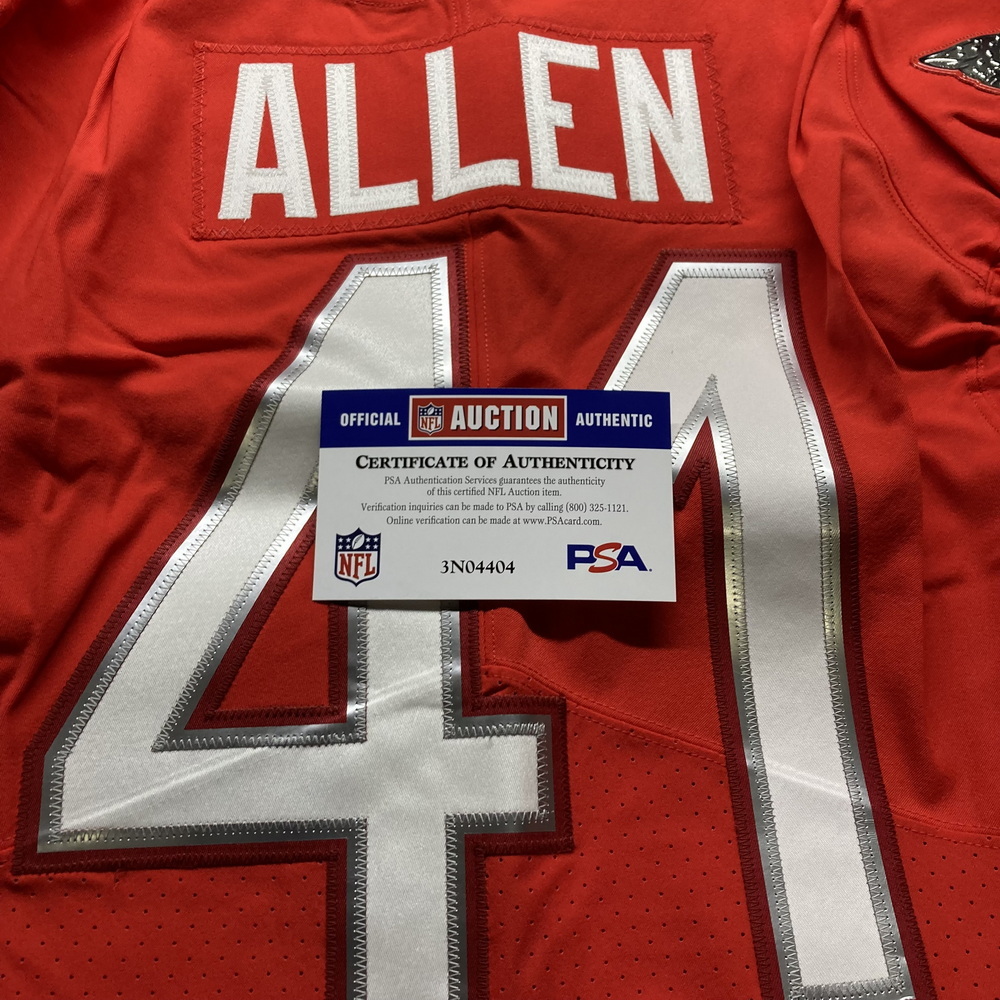 ALLEN
41
OFFICIAL NFL AUCTION AUTHENTIC
CERTIFICATE OF AUTHENTICITY
PSA Authentication Services guarantees the authenticity
of this certified NFL Auction item.
Verification inquiries can be made to PSA by calling (800) 325-1121.
Online verification can be made at www.PSAcard.com.
NFL 3N04404 PSA.